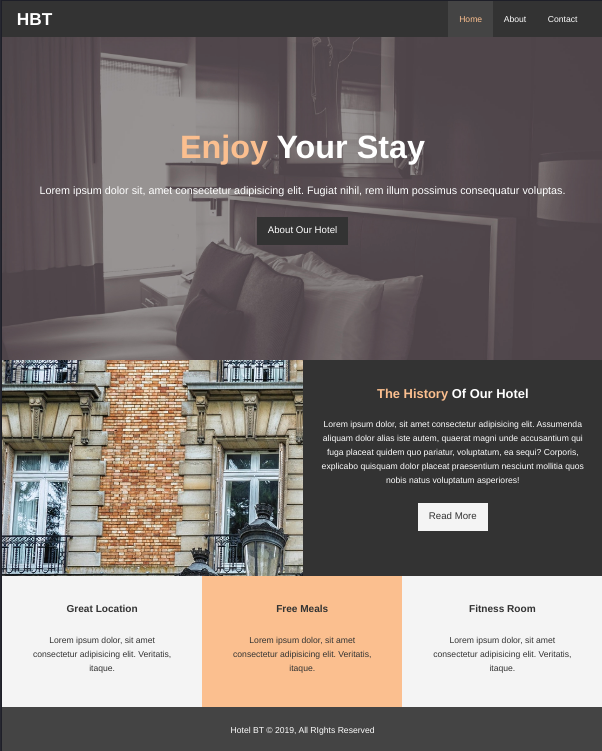 HBT
Home About Contact
Enjoy Your Stay
Lorem ipsum dolor sit, amet consectetur adipisicing elit. Fugiat nihil, rem illum possimus consequatur voluptas.
About Our Hotel
The History Of Our Hotel
Lorem ipsum dolor, sit amet consectetur adipisicing elit. Assumenda
aliquam dolor alias iste autem, quaerat magni unde accusantium qui
fuga placeat quidem quo pariatur, voluptatum, ea sequi? Corporis,
explicabo quisquam dolor placeat praesentium nesciunt mollitia quos
nobis natus voluptatum asperiores!
Read More
Great Location
Lorem ipsum dolor, sit amet
consectetur adipisicing elit. Veritatis,
itaque.
Free Meals
Lorem ipsum dolor, sit amet
consectetur adipisicing elit. Veritatis,
itaque.
Fitness Room
Lorem ipsum dolor, sit amet
consectetur adipisicing elit. Veritatis,
itaque.
Hotel BT © 2019, All RIghts Reserved